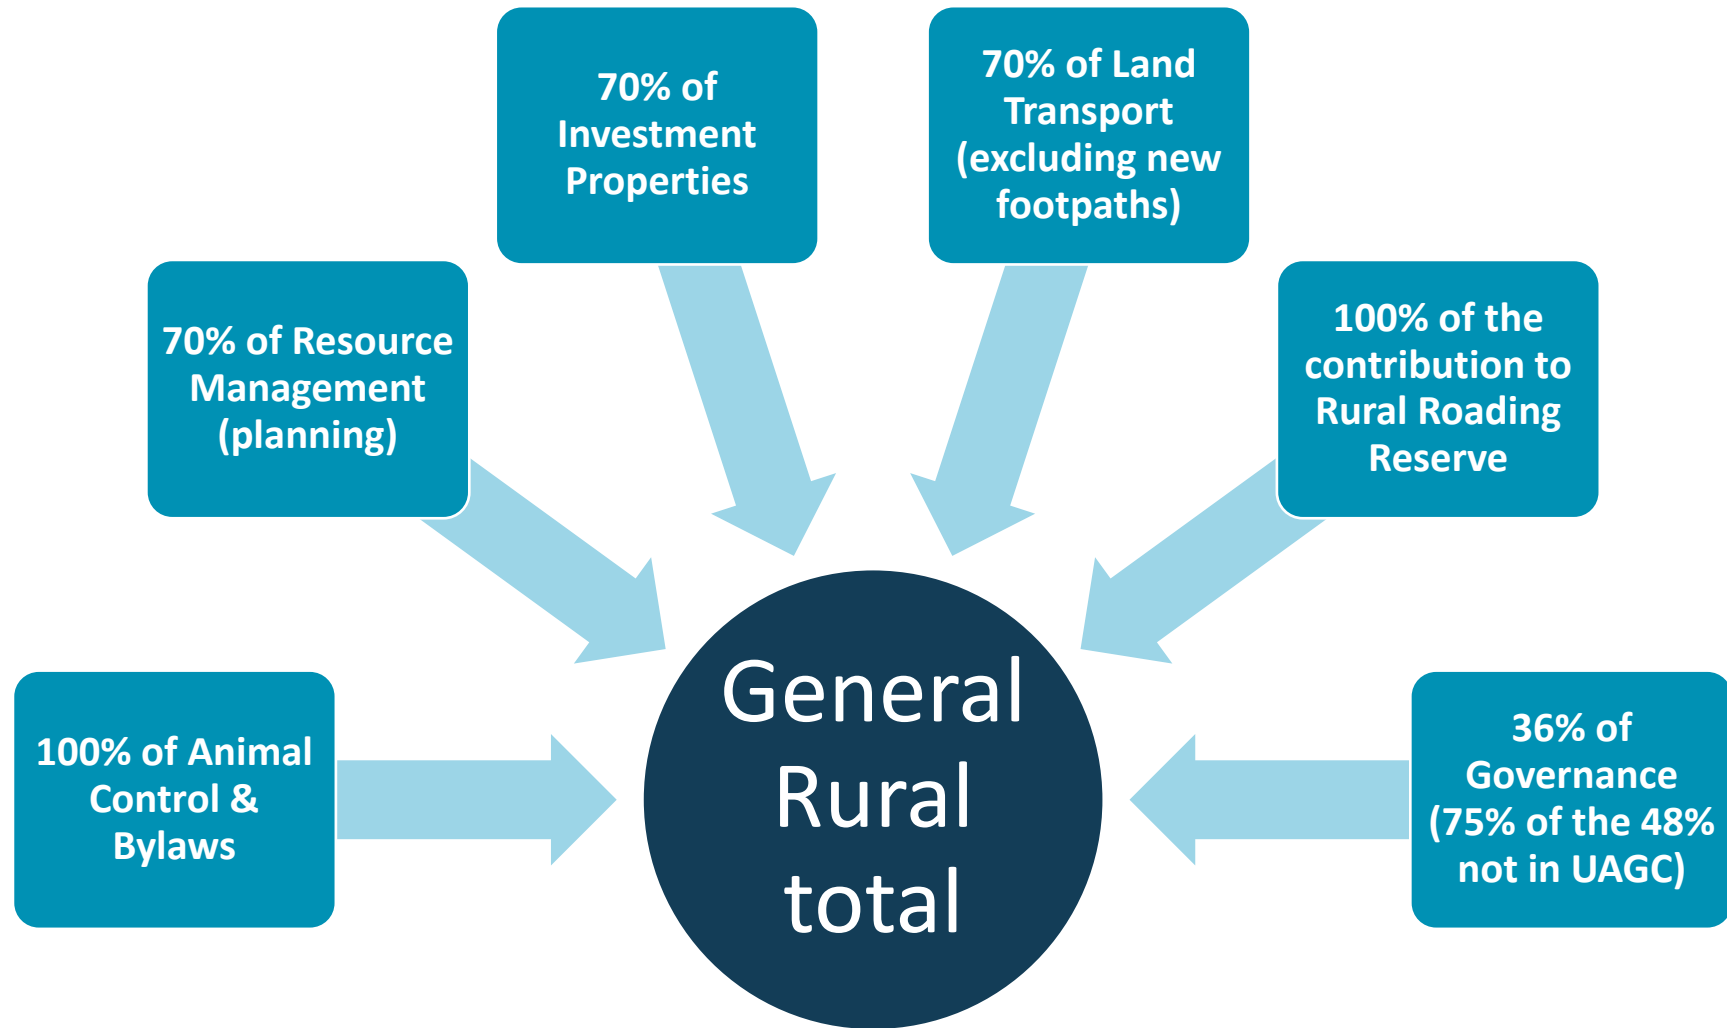 70% of
Investment
Properties
70% of Land
Transport
(excluding new
footpaths)
70% of Resource
Management
(planning)
100% of the
contribution to
Rural Roading
Reserve
100% of Animal
Control &
Bylaws
36% of
Governance
(75% of the 48%
not in UAGC)
General
Rural
total